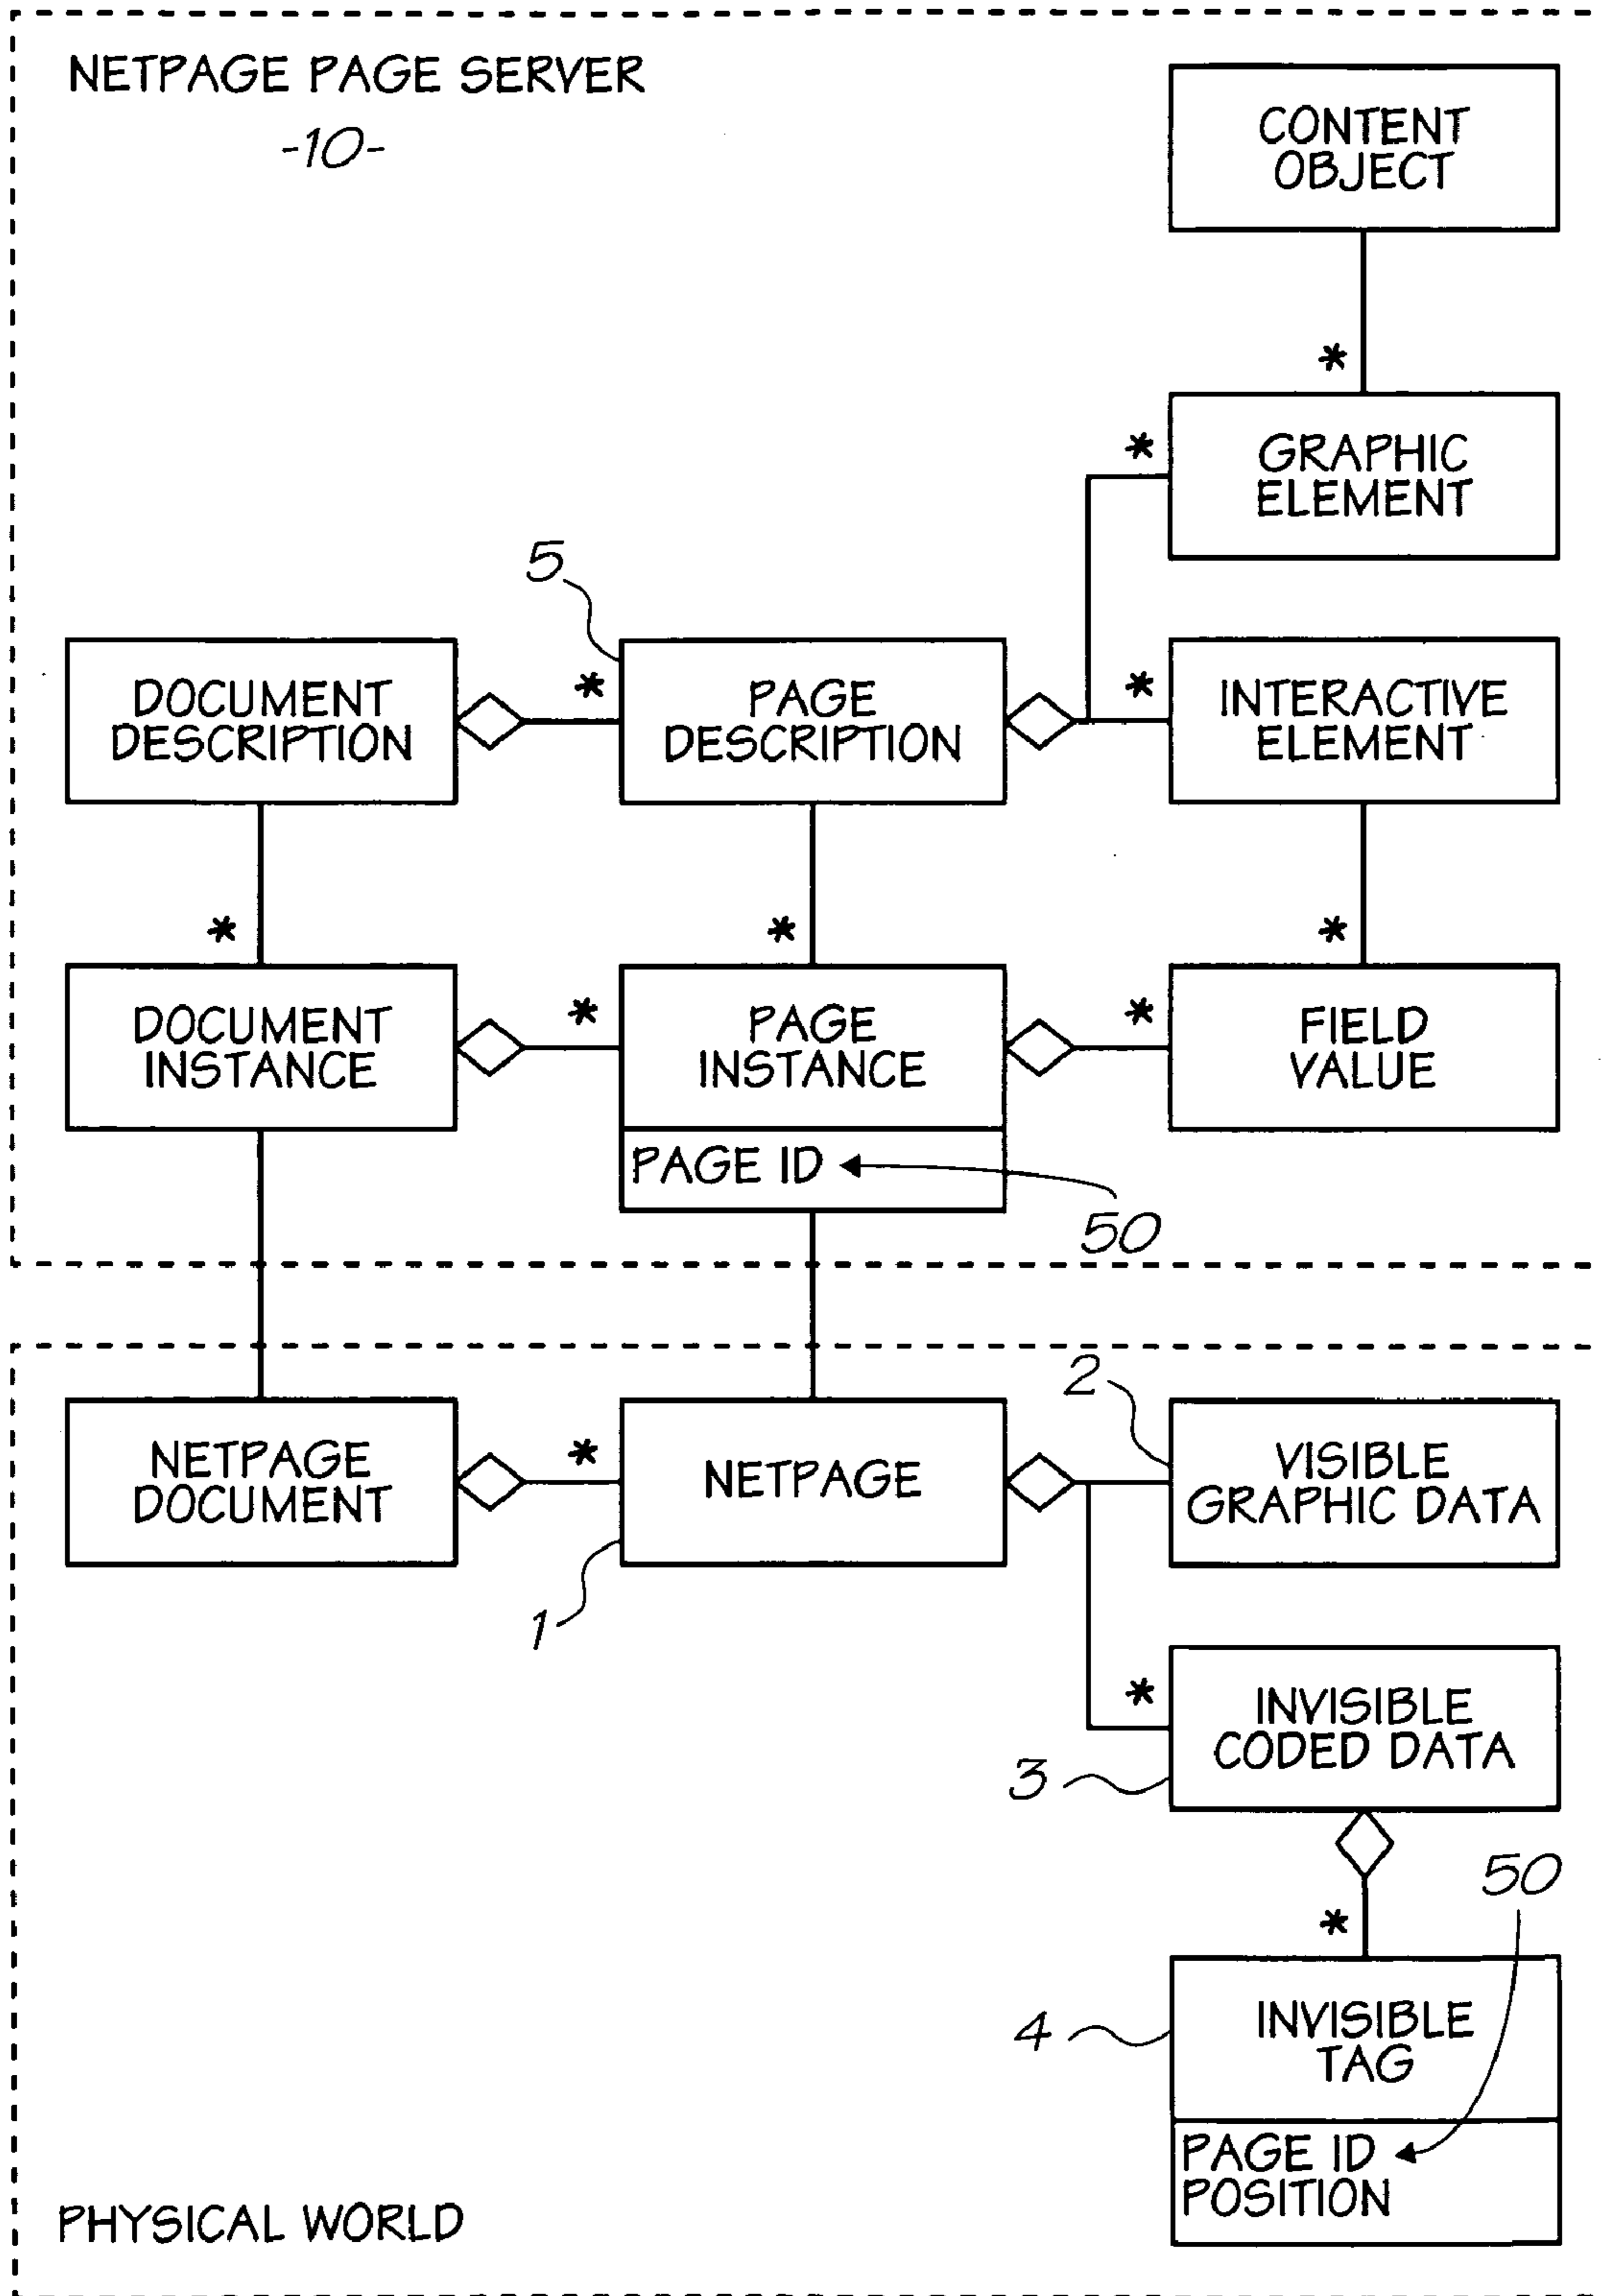 NETPAGE PAGE SERVER
-10-
CONTENT
OBJECT
*
*
GRAPHIC
ELEMENT
5
DOCUMENT
DESCRIPTION
*
PAGE
DESCRIPTION
*
INTERACTIVE
ELEMENT
*
*
*
DOCUMENT
INSTANCE
*
PAGE
INSTANCE
*
FIELD
VALUE
PAGE ID
50
2
NETPAGE
DOCUMENT
*
NETPAGE
VISIBLE
GRAPHIC DATA
1
*
INVISIBLE
CODED DATA
3
50
*
4
INVISIBLE
TAG
PAGE ID
POSITION
PHYSICAL WORLD